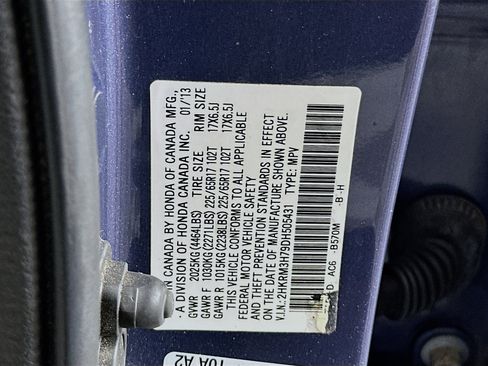 IN CANADA BY HONDA OF CANADA MFG.,
A DIVISION OF HONDA CANADA INC. 01/13
GVWR 2025KG(4464LBS) TIRE SIZE RIM SIZE
GAWR F 1030KG(2271LBS) 225/65R17 102T 17X6.5J
GAWR R 1015KG(2238LBS) 225/65R17 102T 17X6.5J
THIS VEHICLE CONFORMS TO ALL APPLICABLE
FEDERAL MOTOR VEHICLE SAFETY
AND THEFT PREVENTION STANDARDS IN EFFECT
ON THE DATE OF MANUFACTURE SHOWN ABOVE.
V.I.N.: 2HKRM3H79DH505431 TYPE: MPV
D AC6 -B570M -B -H
10A A2